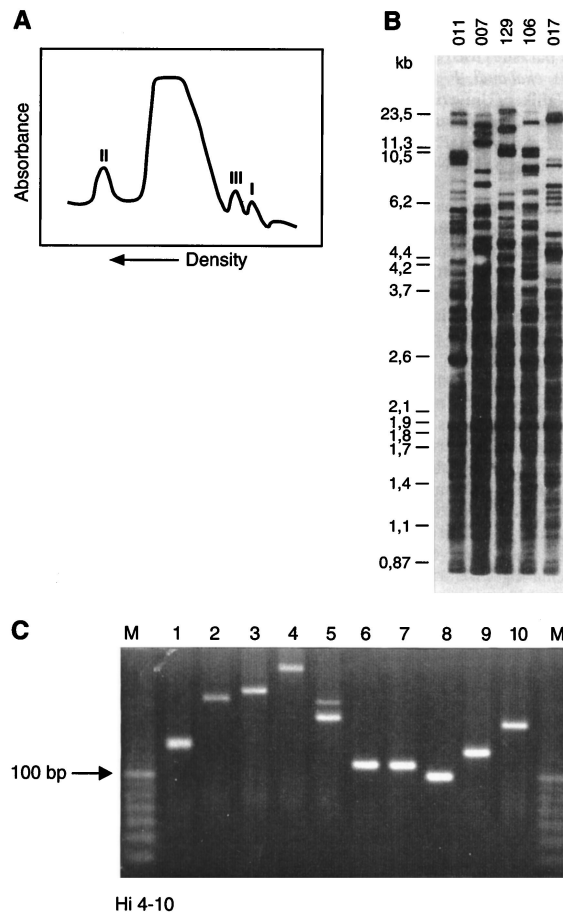 A
II
III
I
Absorbance
Density
B
011 007 129 106 017
kb
23,5
11,3
10,5
6,2
4,4
4,2
3,7
2,6
2,1
1,9
1,8
1,7
1,4
1,1
0,87
C
M 1 2 3 4 5 6 7 8 9 10 M
100 bp
Hi 4-10